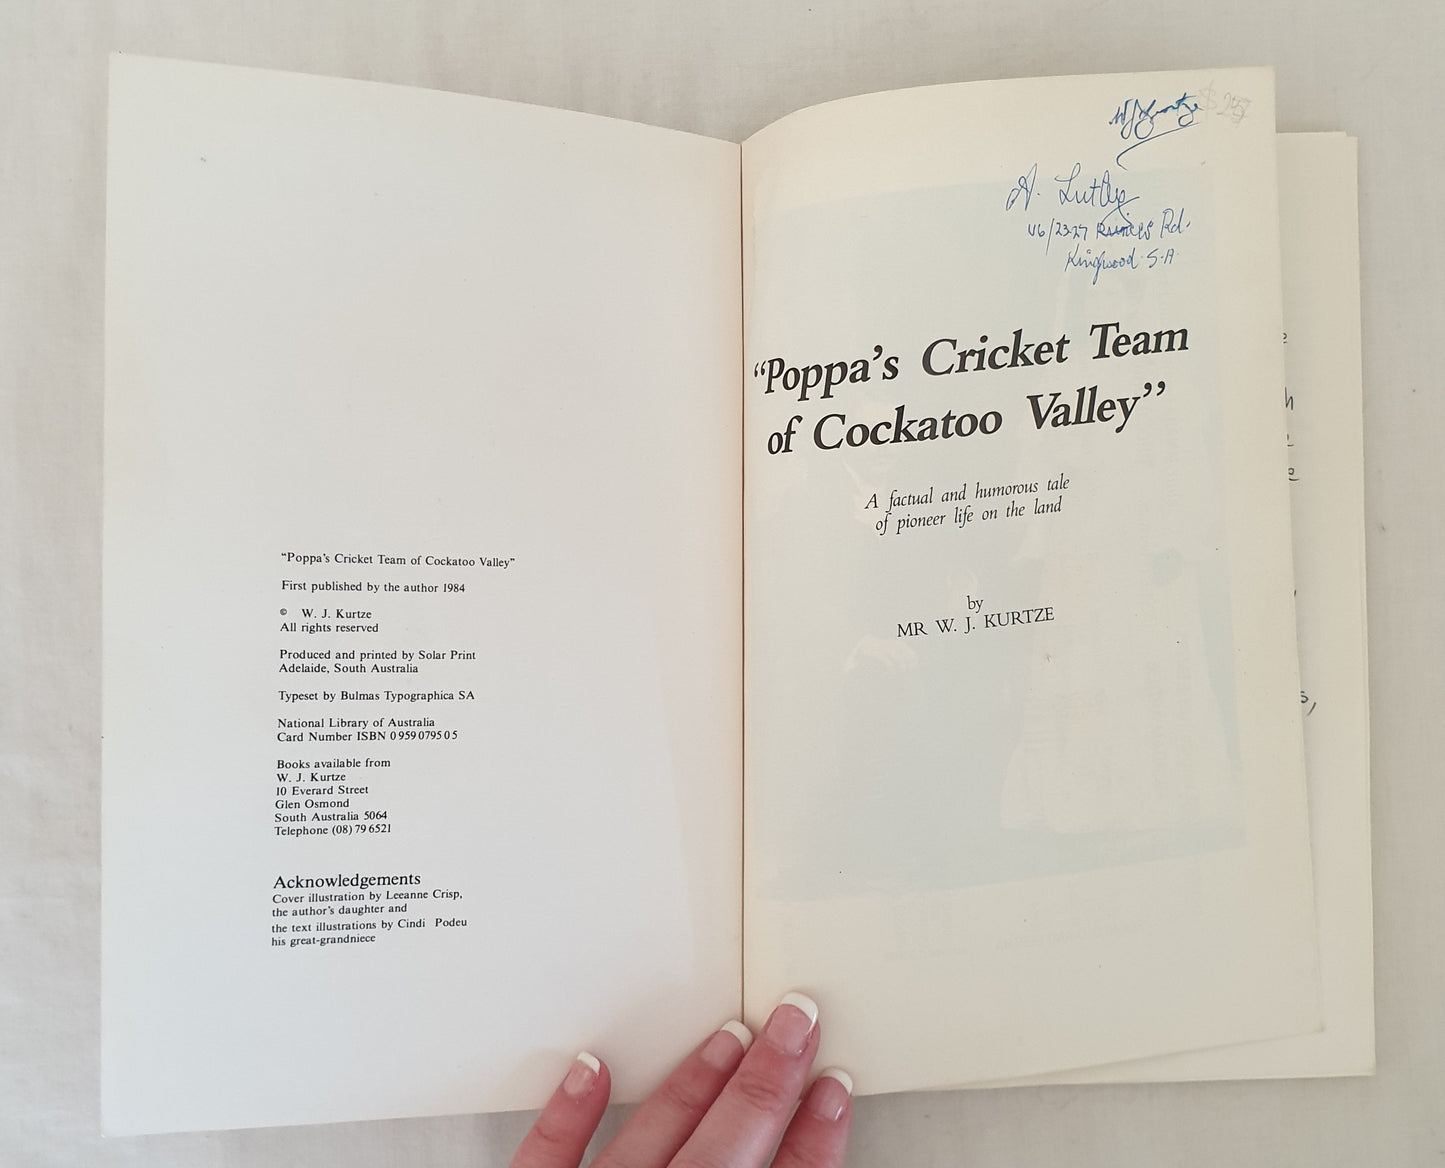 "Poppa's Cricket Team of Cockatoo Valley"
First published by the author 1984
© W. J. Kurtze
All rights reserved
Produced and printed by Solar Print
Adelaide, South Australia
Typeset by Bulmas Typographica SA
National Library of Australia
Card Number ISBN 0 959 0795 0 5
Books available from
W. J. Kurtze
10 Everard Street
Glen Osmond
South Australia 5064
Telephone (08) 79 6521
Acknowledgements
Cover illustration by Leeanne Crisp,
the author's daughter and
the text illustrations by Cindi Podeu
his great-grandniece
WJ Kurtze
A.
Rd.
Kingwood S.A.
"Poppa's Cricket Team
of Cockatoo Valley"
A factual and humorous tale
of pioneer life on the land
by
MR W. J. KURTZE